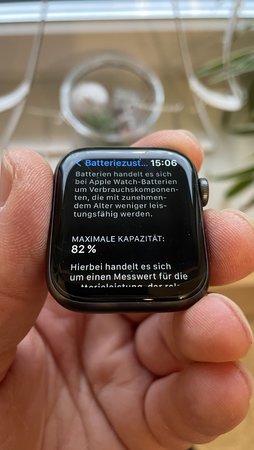 < Batteriezust... 15:06
Batterien handelt es sich
bei Apple Watch-Batterien
um Verbrauchskomponen-
ten, die mit zunehmen-
dem Alter weniger leis-
tungsfähig werden.
MAXIMALE KAPAZITÄT:
82 %
Hierbei handelt es sich
um einen Messwert für die